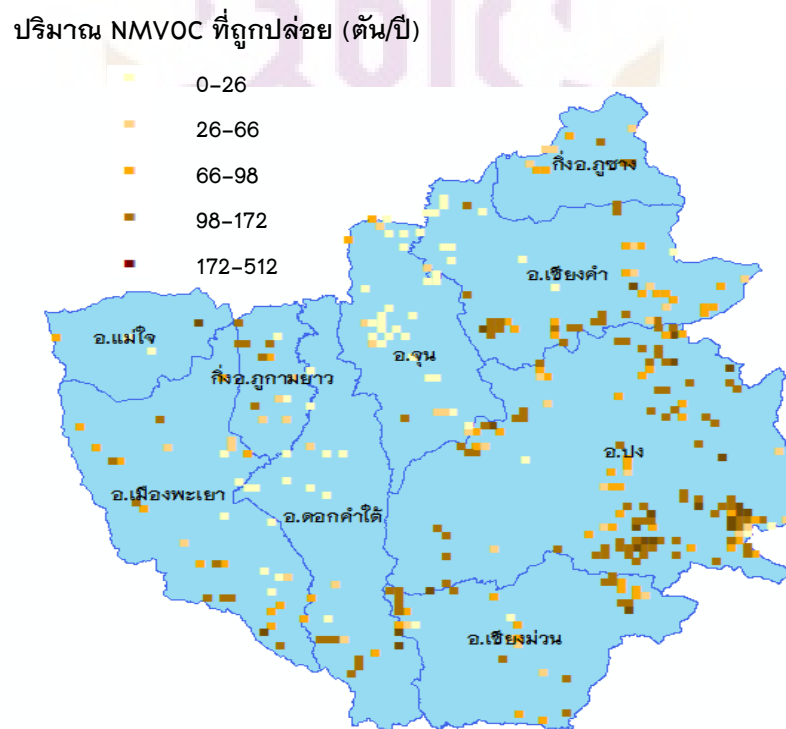 ปริมาณ NMVOC ที่ถูกปล่อย (ตัน/ปี)
0-26
26-66
66-98
98-172
172-512
กิ่งอ.ภูซาง
อ.เชียงคำ
อ.แม่ใจ
อ.จุน
กิ่งอ.ภูกามยาว
อ.ปง
อ.เมืองพะเยา
อ.ดอกคำใต้
อ.เชียงม่วน